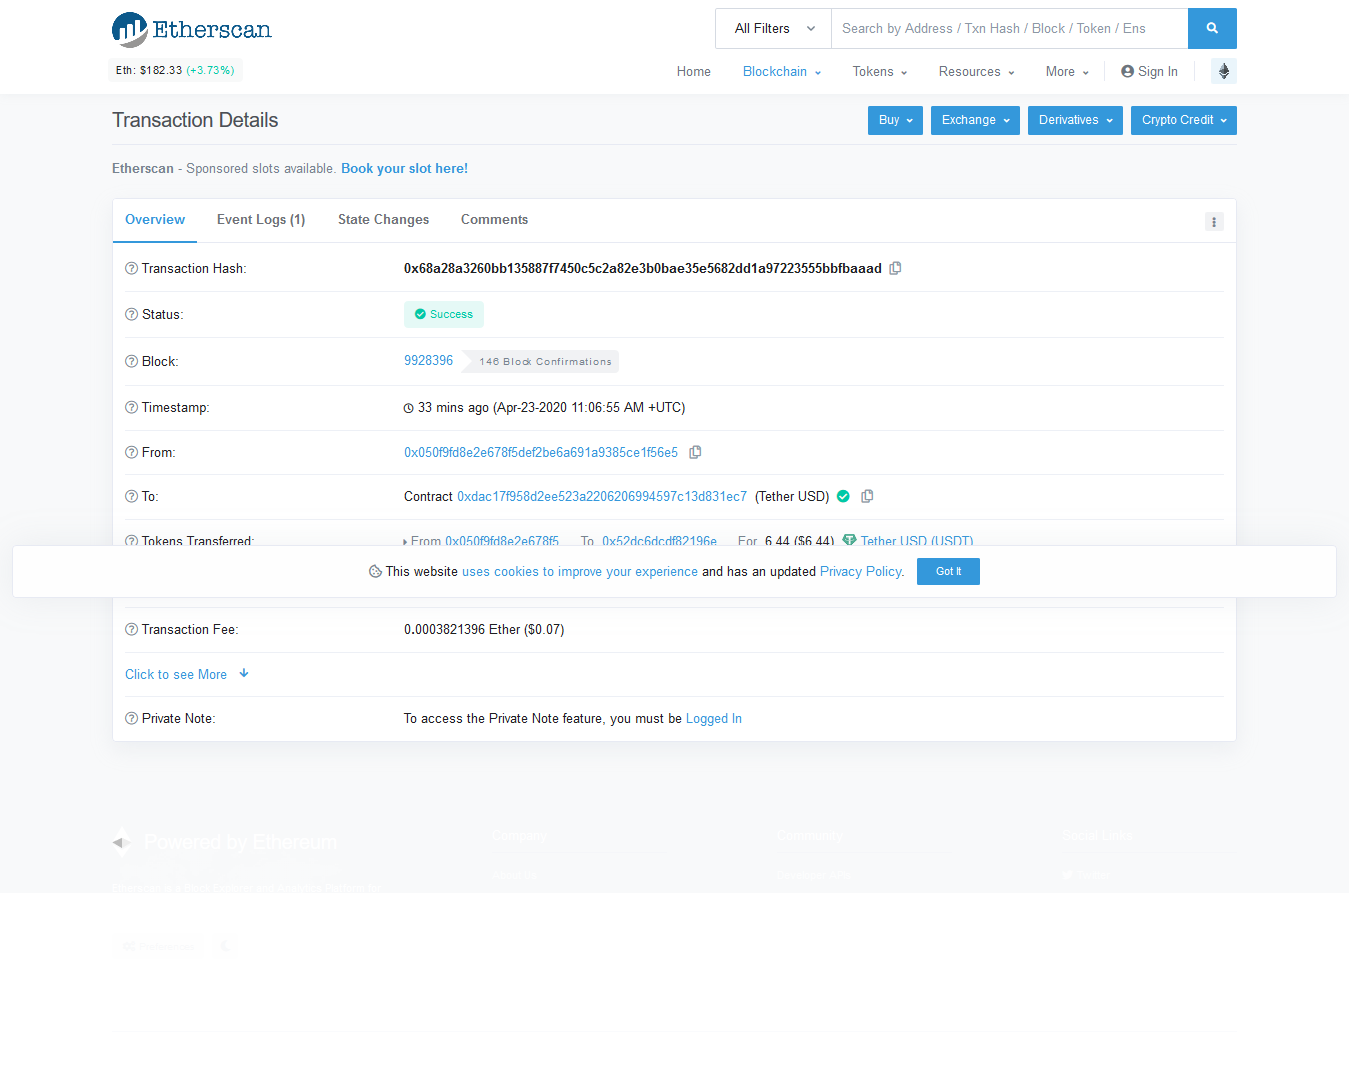 Etherscan
All Filters
Search by Address / Txn Hash / Block / Token / Ens
Eth: $182.33 (+3.73%)
Home Blockchain Tokens Resources More Sign In
Transaction Details
Buy Exchange Derivatives Crypto Credit
Etherscan - Sponsored slots available. Book your slot here!
Overview Event Logs (1) State Changes Comments
Transaction Hash: 0x68a28a3260bb135887f7450c5c2a82e3b0bae35e5682dd1a97223555bbfbaaad
Status: Success
Block: 9928396 146 Block Confirmations
Timestamp: 33 mins ago (Apr-23-2020 11:06:55 AM +UTC)
From: 0x050f9fd8e2e678f5def2be6a691a9385ce1f56e5
To: Contract 0xdac17f958d2ee523a2206206994597c13d831ec7 (Tether USD)
Tokens Transferred: From 0x050f9fd8e2e678f5 To 0x52dc6dcdf82196e For 6.44 ($6.44) Tether USD (USDT)
This website uses cookies to improve your experience and has an updated Privacy Policy. Got It
Transaction Fee: 0.0003821396 Ether ($0.07)
Click to see More
Private Note: To access the Private Note feature, you must be Logged In
Powered by Ethereum Company Community Social Links